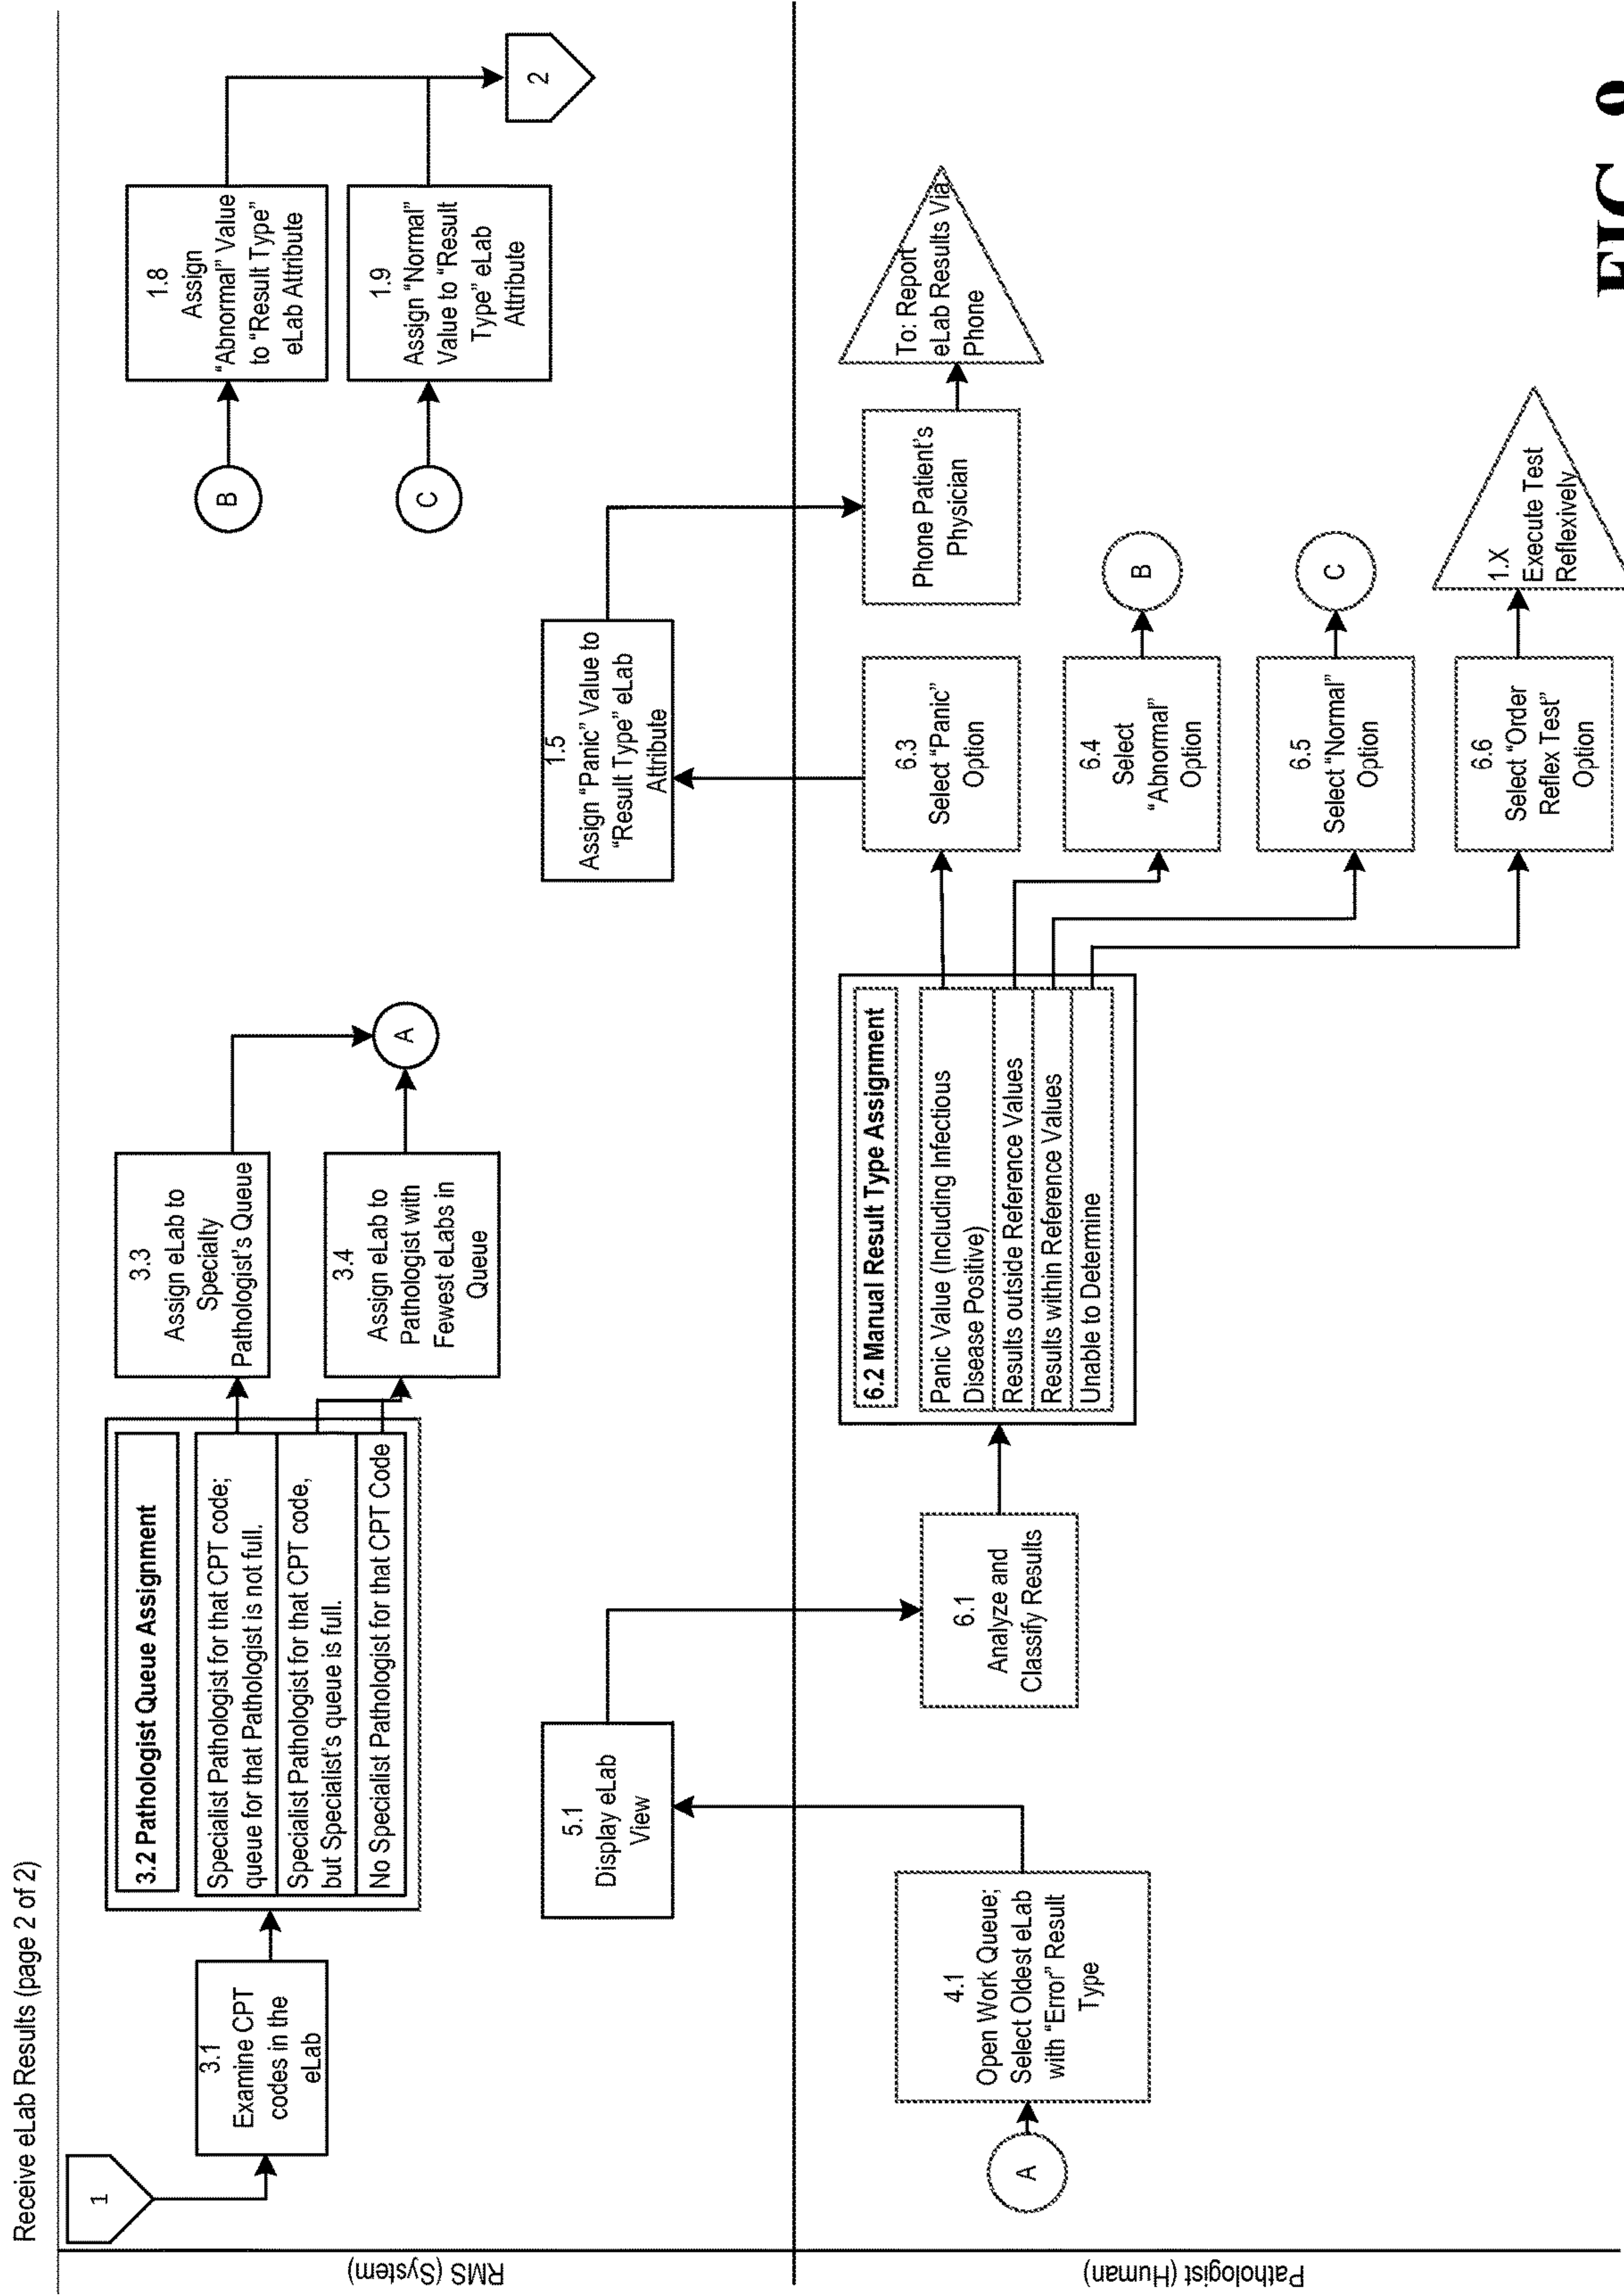 Receive eLab Results (page 2 of 2)
RMS (System)
1
3.1
Examine CPT
codes in the
eLab
3.2 Pathologist Queue Assignment
Specialist Pathologist for that CPT code;
queue for that Pathologist is not full.
Specialist Pathologist for that CPT code,
but Specialist's queue is full.
No Specialist Pathologist for that CPT Code
3.3
Assign eLab to
Specialty
Pathologist's Queue
3.4
Assign eLab to
Pathologist with
Fewest eLabs in
Queue
A
B
1.8
Assign
"Abnormal" Value
to "Result Type"
eLab Attribute
C
1.9
Assign "Normal"
Value to "Result
Type" eLab
Attribute
2
5.1
Display eLab
View
1.5
Assign "Panic" Value to
"Result Type" eLab
Attribute
Pathologist (Human)
A
4.1
Open Work Queue;
Select Oldest eLab
with "Error" Result
Type
6.1
Analyze and
Classify Results
6.2 Manual Result Type Assignment
Panic Value (Including Infectious
Disease Positive)
Results outside Reference Values
Results within Reference Values
Unable to Determine
6.3
Select "Panic"
Option
Phone Patient's
Physician
To: Report
eLab Results Via
Phone
6.4
Select
"Abnormal"
Option
B
6.5
Select "Normal"
Option
C
6.6
Select "Order
Reflex Test"
Option
1.X
Execute Test
Reflexively